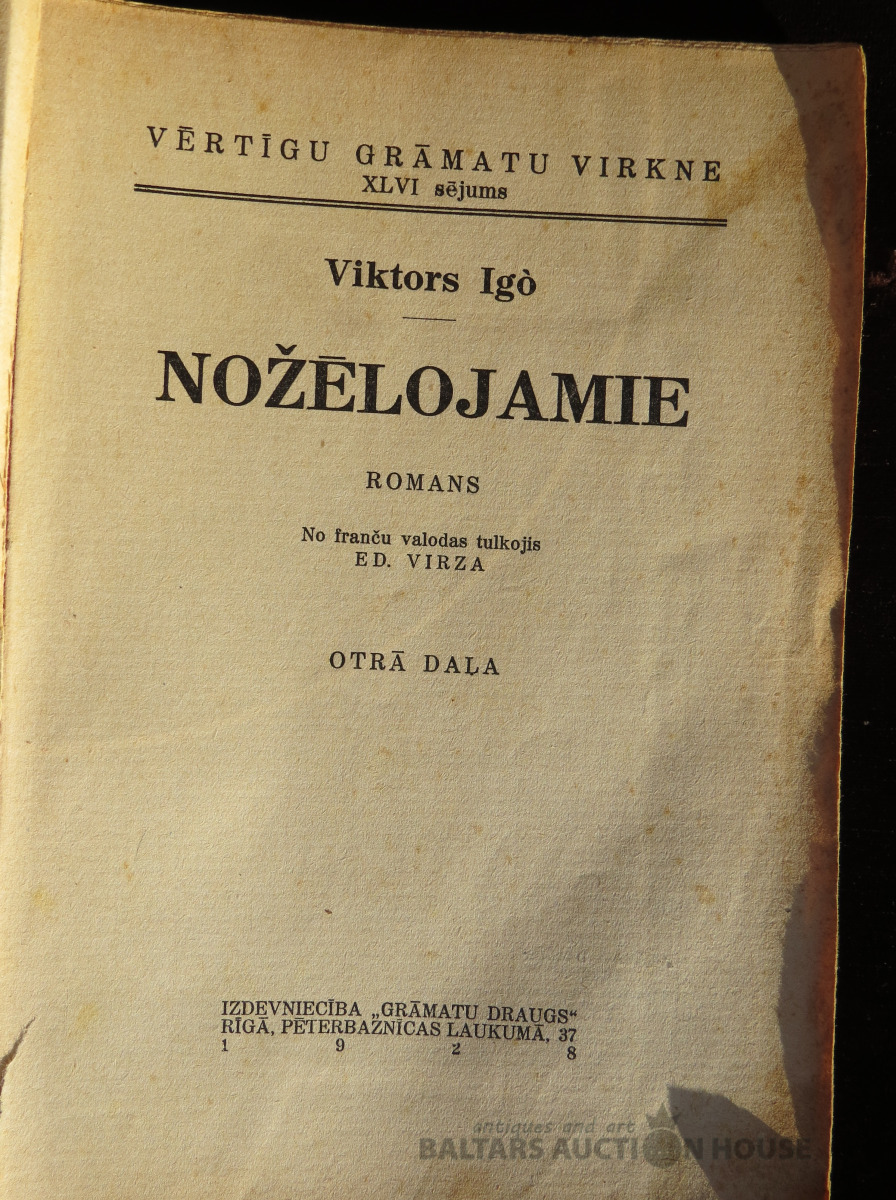 VĒRTĪGU GRĀMATU VIRKNE
XLVI sējums
Viktors Igò
NOŽĒLOJAMIE
ROMANS
No franču valodas tulkojis
ED. VIRZA
OTRĀ DAĻA
IZDEVNIECĪBA „GRĀMATU DRAUGS“
RĪGĀ, PĒTERBAZNĪCAS LAUKUMĀ, 37
1 9 2 8
antiques and art
BALTARS AUCTION HOUSE